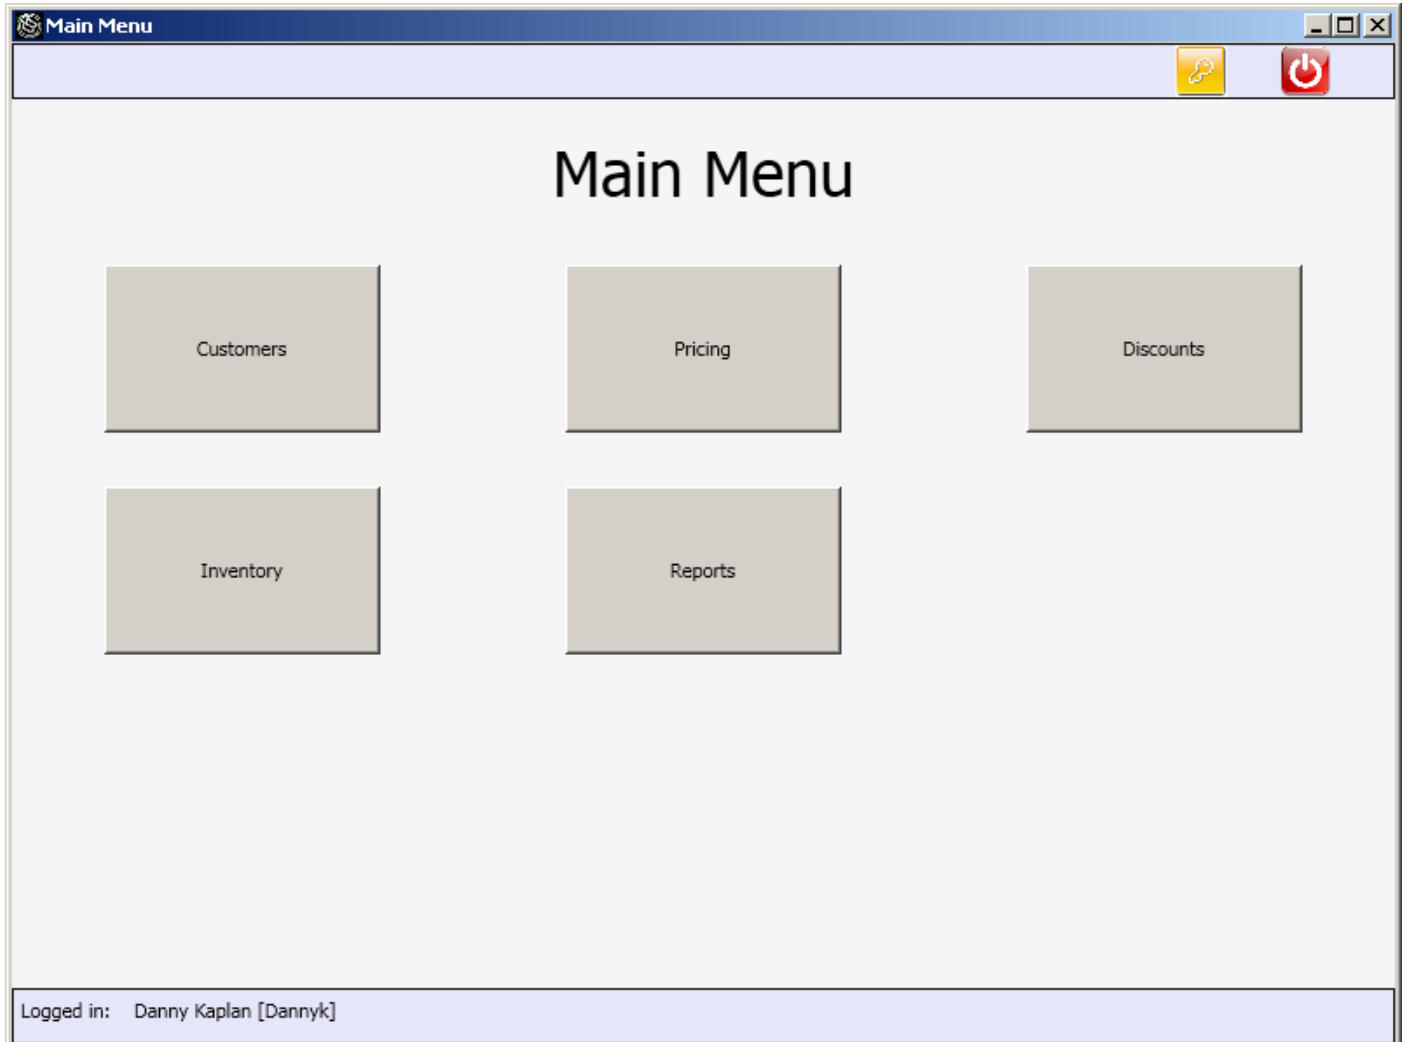 Main Menu
Main Menu
Customers
Pricing
Discounts
Inventory
Reports
Logged in: Danny Kaplan [Dannyk]